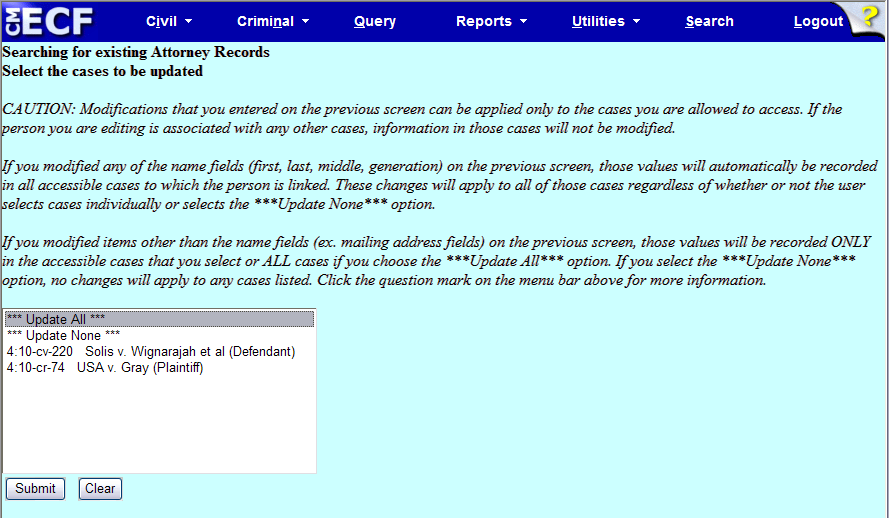 CM ECF Civil Criminal Query Reports Utilities Search Logout ?
Searching for existing Attorney Records
Select the cases to be updated
CAUTION: Modifications that you entered on the previous screen can be applied only to the cases you are allowed to access. If the
person you are editing is associated with any other cases, information in those cases will not be modified.
If you modified any of the name fields (first, last, middle, generation) on the previous screen, those values will automatically be recorded
in all accessible cases to which the person is linked. These changes will apply to all of those cases regardless of whether or not the user
selects cases individually or selects the ***Update None*** option.
If you modified items other than the name fields (ex. mailing address fields) on the previous screen, those values will be recorded ONLY
in the accessible cases that you select or ALL cases if you choose the ***Update All*** option. If you select the ***Update None***
option, no changes will apply to any cases listed. Click the question mark on the menu bar above for more information.
*** Update All ***
*** Update None ***
4:10-cv-220 Solis v. Wignarajah et al (Defendant)
4:10-cr-74 USA v. Gray (Plaintiff)
Submit Clear